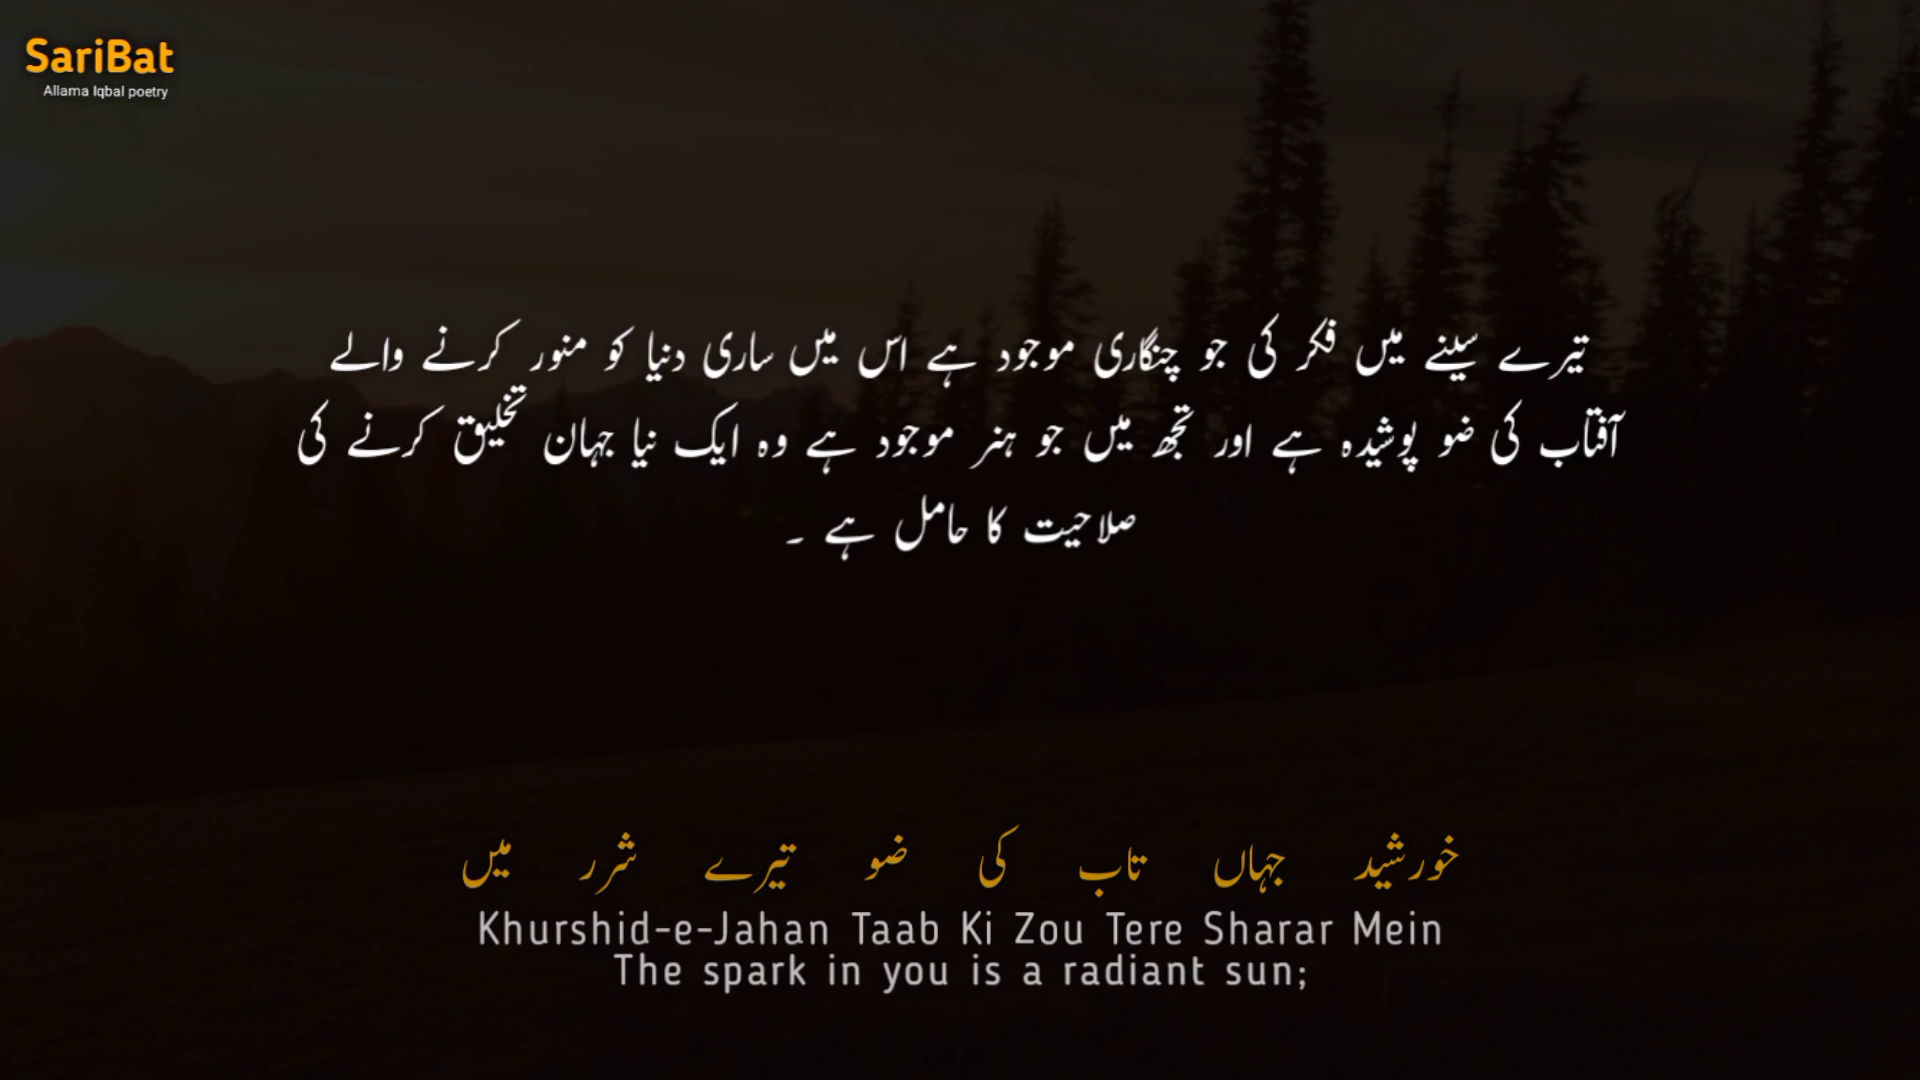 SariBat
Allama Iqbal poetry
تیرے سینے میں فکر کی جو چنگاری موجود ہے اس میں ساری دنیا کو منور کرنے والے
آفتاب کی ضو پوشیدہ ہے اور تجھ میں جو ہنر موجود ہے وہ ایک نیا جہان تخلیق کرنے کی
صلاحیت کا حامل ہے ۔
خورشید جہاں تاب کی ضو تیرے شرر میں
Khurshid-e-Jahan Taab Ki Zou Tere Sharar Mein
The spark in you is a radiant sun;